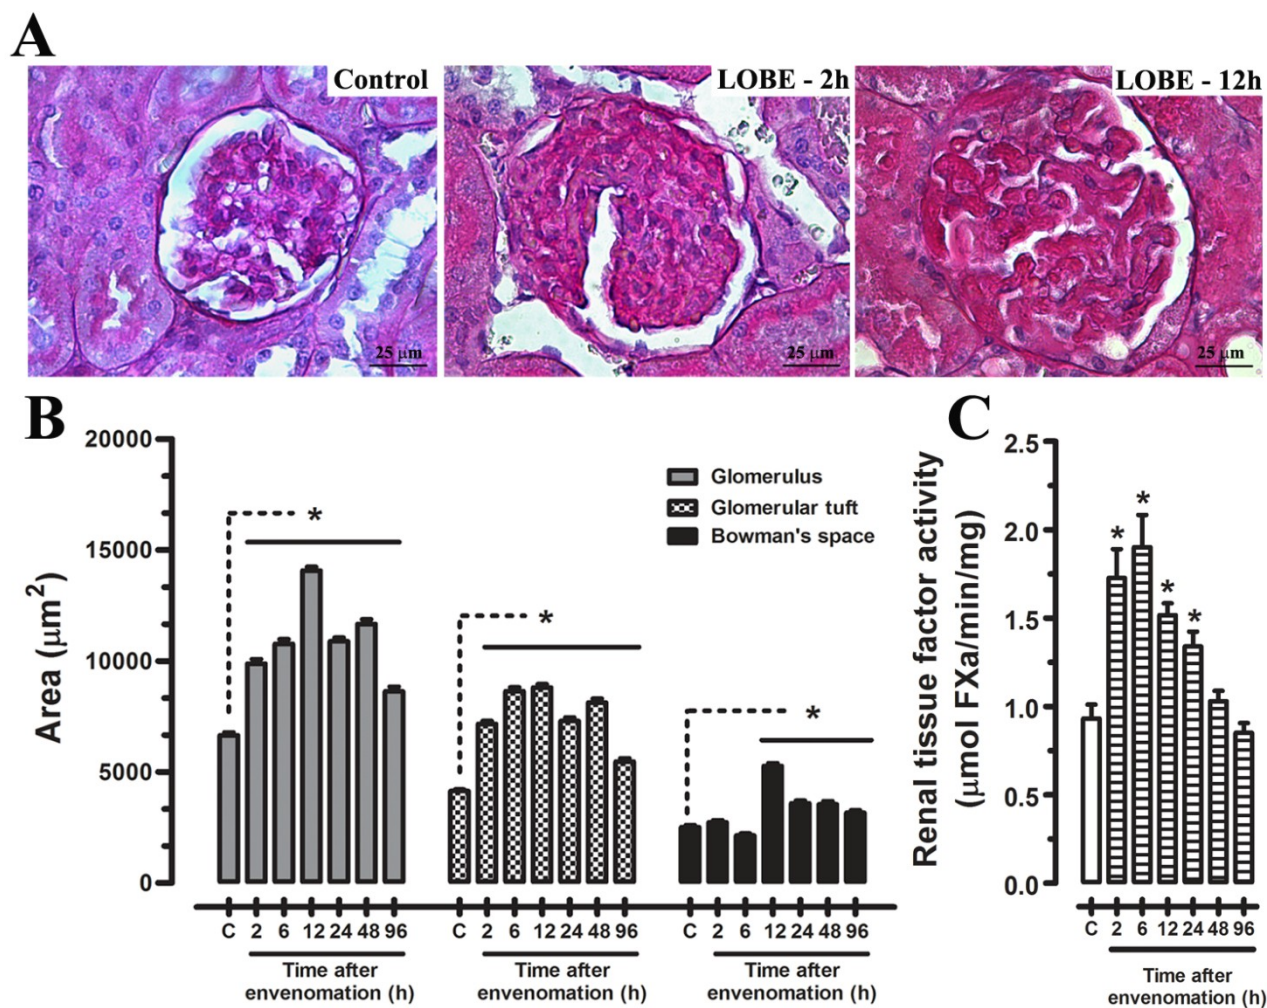 A
Control
LOBE - 2h
LOBE - 12h
25 μm
25 μm
25 μm
B
20000
15000
10000
5000
0
Area (μm²)
Glomerulus
Glomerular tuft
Bowman's space
*
*
*
C 2 6 12 24 48 96
C 2 6 12 24 48 96
C 2 6 12 24 48 96
Time after
envenomation (h)
Time after
envenomation (h)
Time after
envenomation (h)
C
Renal tissue factor activity
(μmol FXa/min/mg)
2.5
2.0
1.5
1.0
0.5
0.0
* * * *
C 2 6 12 24 48 96
Time after
envenomation (h)